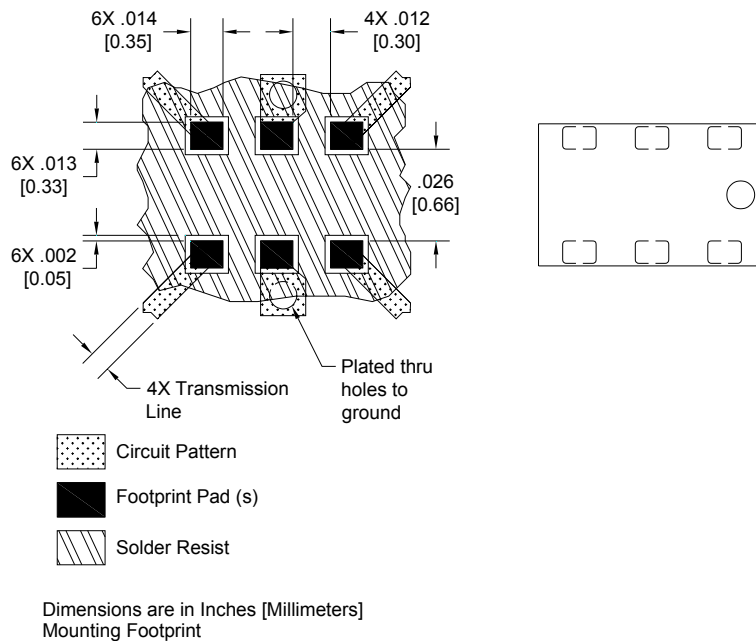 6X .014
[0.35]
4X .012
[0.30]
6X .013
[0.33]
.026
[0.66]
6X .002
[0.05]
4X Transmission
Line
Plated thru
holes to
ground
Circuit Pattern
Footprint Pad (s)
Solder Resist
Dimensions are in Inches [Millimeters]
Mounting Footprint